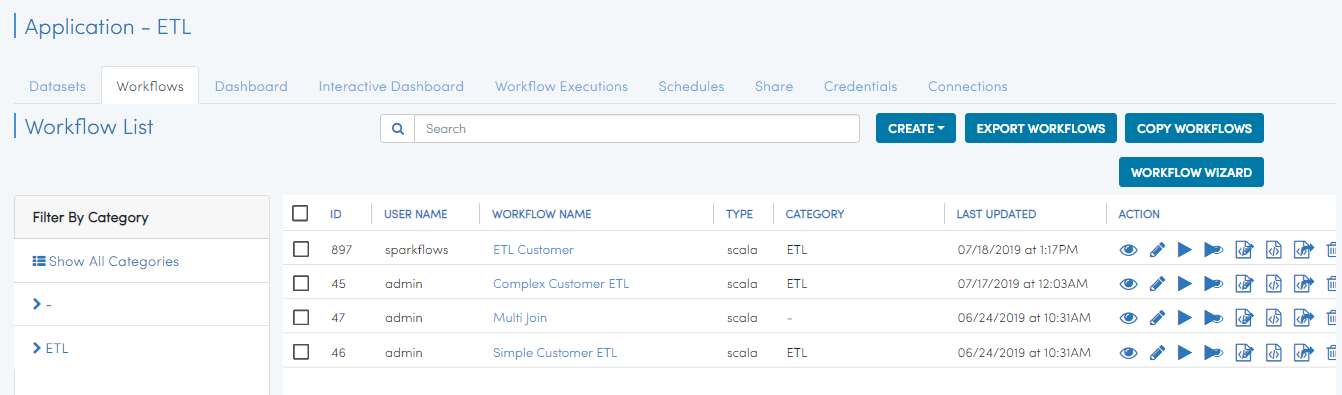 Application - ETL
Datasets Workflows Dashboard Interactive Dashboard Workflow Executions Schedules Share Credentials Connections
Workflow List Search CREATE EXPORT WORKFLOWS COPY WORKFLOWS
WORKFLOW WIZARD
Filter By Category
Show All Categories
-
ETL
ID USER NAME WORKFLOW NAME TYPE CATEGORY LAST UPDATED ACTION
897 sparkflows ETL Customer scala ETL 07/18/2019 at 1:17PM
45 admin Complex Customer ETL scala ETL 07/17/2019 at 12:03AM
47 admin Multi Join scala - 06/24/2019 at 10:31AM
46 admin Simple Customer ETL scala ETL 06/24/2019 at 10:31AM